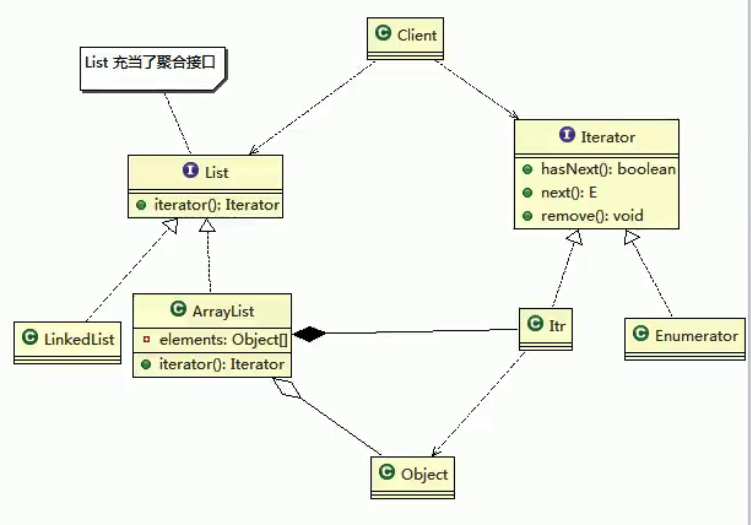 Client
List 充当了聚合接口
I Iterator
hasNext(): boolean
next(): E
remove(): void
I List
iterator(): Iterator
C ArrayList
elements: Object[]
iterator(): Iterator
C LinkedList
C Itr
C Enumerator
C Object